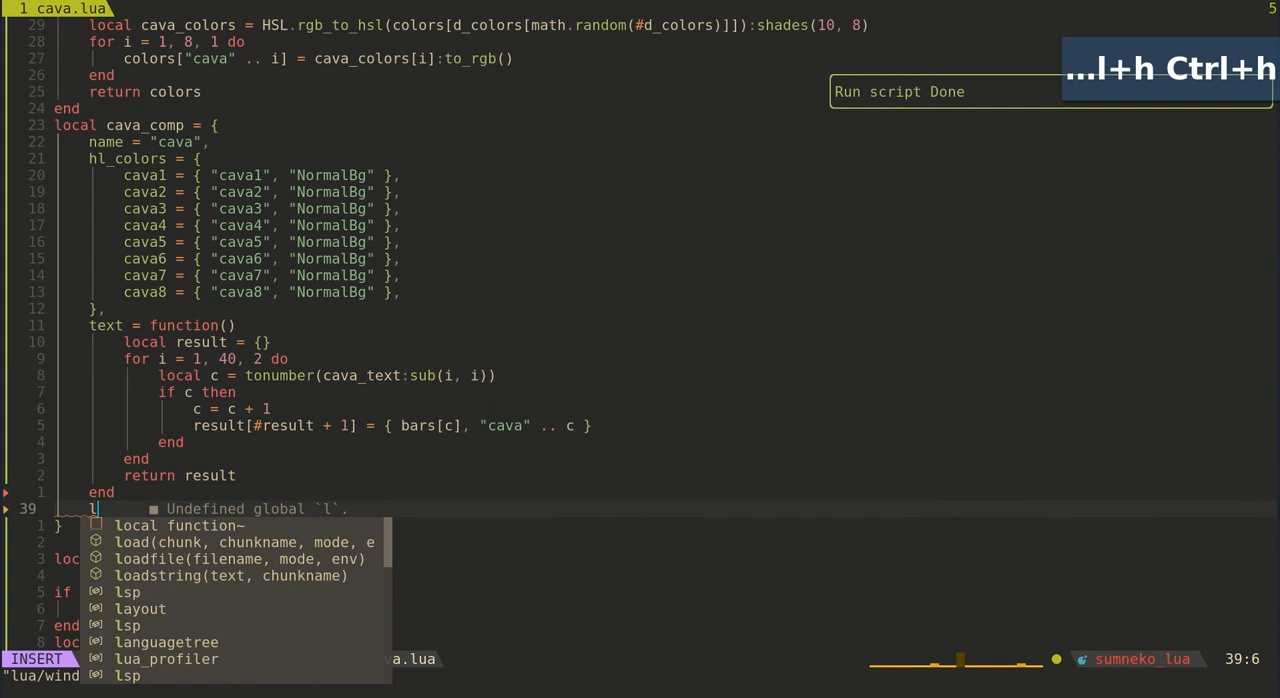 1 cava.lua 5
29 local cava_colors = HSL.rgb_to_hsl(colors[d_colors[math.random(#d_colors)]]):shades(10, 8)
28 for i = 1, 8, 1 do
27 colors["cava" .. i] = cava_colors[i]:to_rgb()
…l+h Ctrl+h
26 end
25 return colors
Run script Done
24 end
23 local cava_comp = {
22 name = "cava",
21 hl_colors = {
20 cava1 = { "cava1", "NormalBg" },
19 cava2 = { "cava2", "NormalBg" },
18 cava3 = { "cava3", "NormalBg" },
17 cava4 = { "cava4", "NormalBg" },
16 cava5 = { "cava5", "NormalBg" },
15 cava6 = { "cava6", "NormalBg" },
14 cava7 = { "cava7", "NormalBg" },
13 cava8 = { "cava8", "NormalBg" },
12 },
11 text = function()
10 local result = {}
9 for i = 1, 40, 2 do
8 local c = tonumber(cava_text:sub(i, i))
7 if c then
6 c = c + 1
5 result[#result + 1] = { bars[c], "cava" .. c }
4 end
3 end
2 return result
1 end
39 l ■ Undefined global `l`.
1 } local function~
2 load(chunk, chunkname, mode, e
3 loc loadfile(filename, mode, env)
4 loadstring(text, chunkname)
5 if lsp
6 layout
7 end lsp
8 loc languagetree
INSERT lua_profiler va.lua sumneko_lua 39:6
"lua/wind lsp